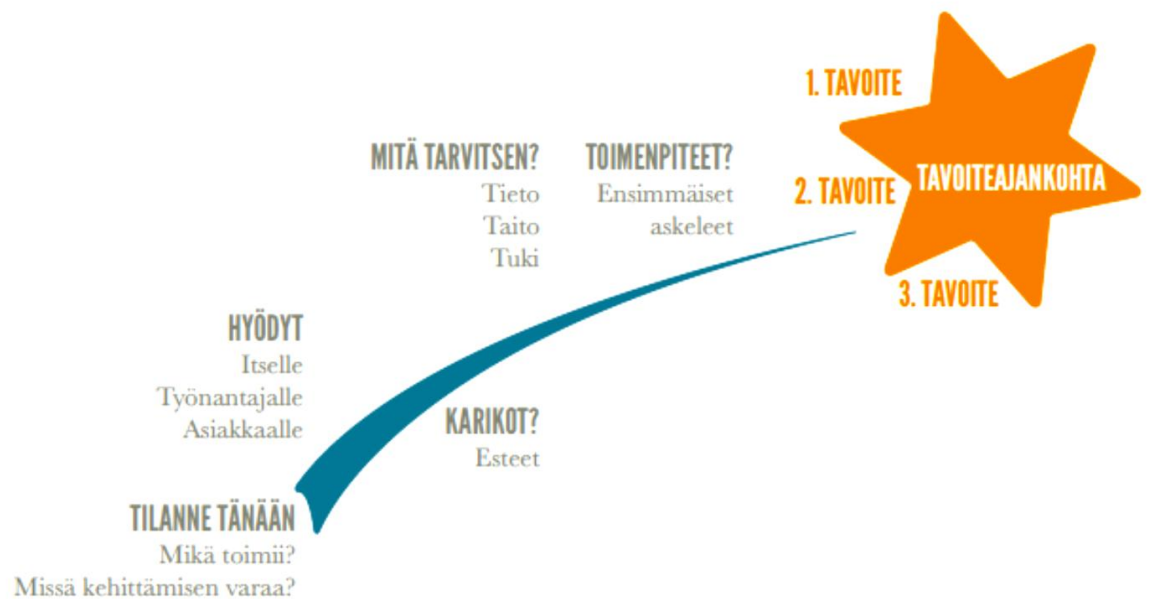 1. TAVOITE
TAVOITEAJANKOHTA
2. TAVOITE
3. TAVOITE
MITÄ TARVITSEN?
Tieto
Taito
Tuki
TOIMENPITEET?
Ensimmäiset
askeleet
HYÖDYT
Itselle
Työnantajalle
Asiakkaalle
KARIKOT?
Esteet
TILANNE TÄNÄÄN
Mikä toimii?
Missä kehittämisen varaa?